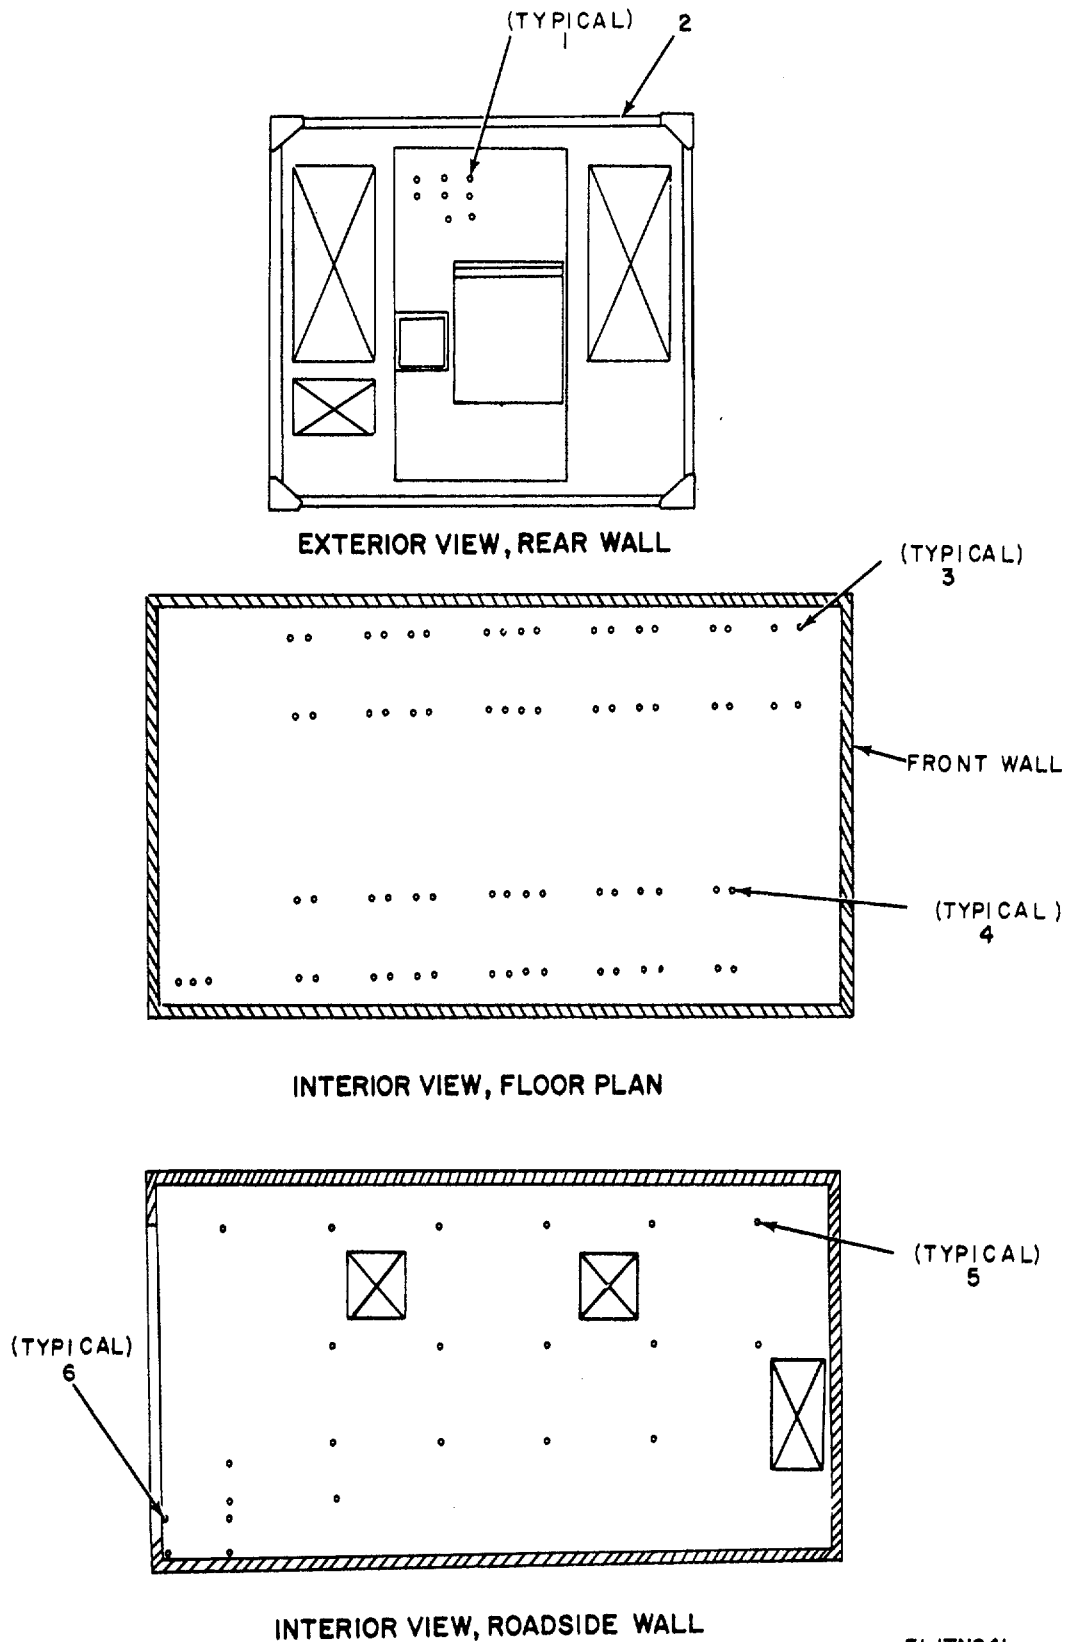 (TYPICAL)
1
2
EXTERIOR VIEW, REAR WALL
(TYPICAL)
3
FRONT WALL
(TYPICAL)
4
INTERIOR VIEW, FLOOR PLAN
(TYPICAL)
5
(TYPICAL)
6
INTERIOR VIEW, ROADSIDE WALL